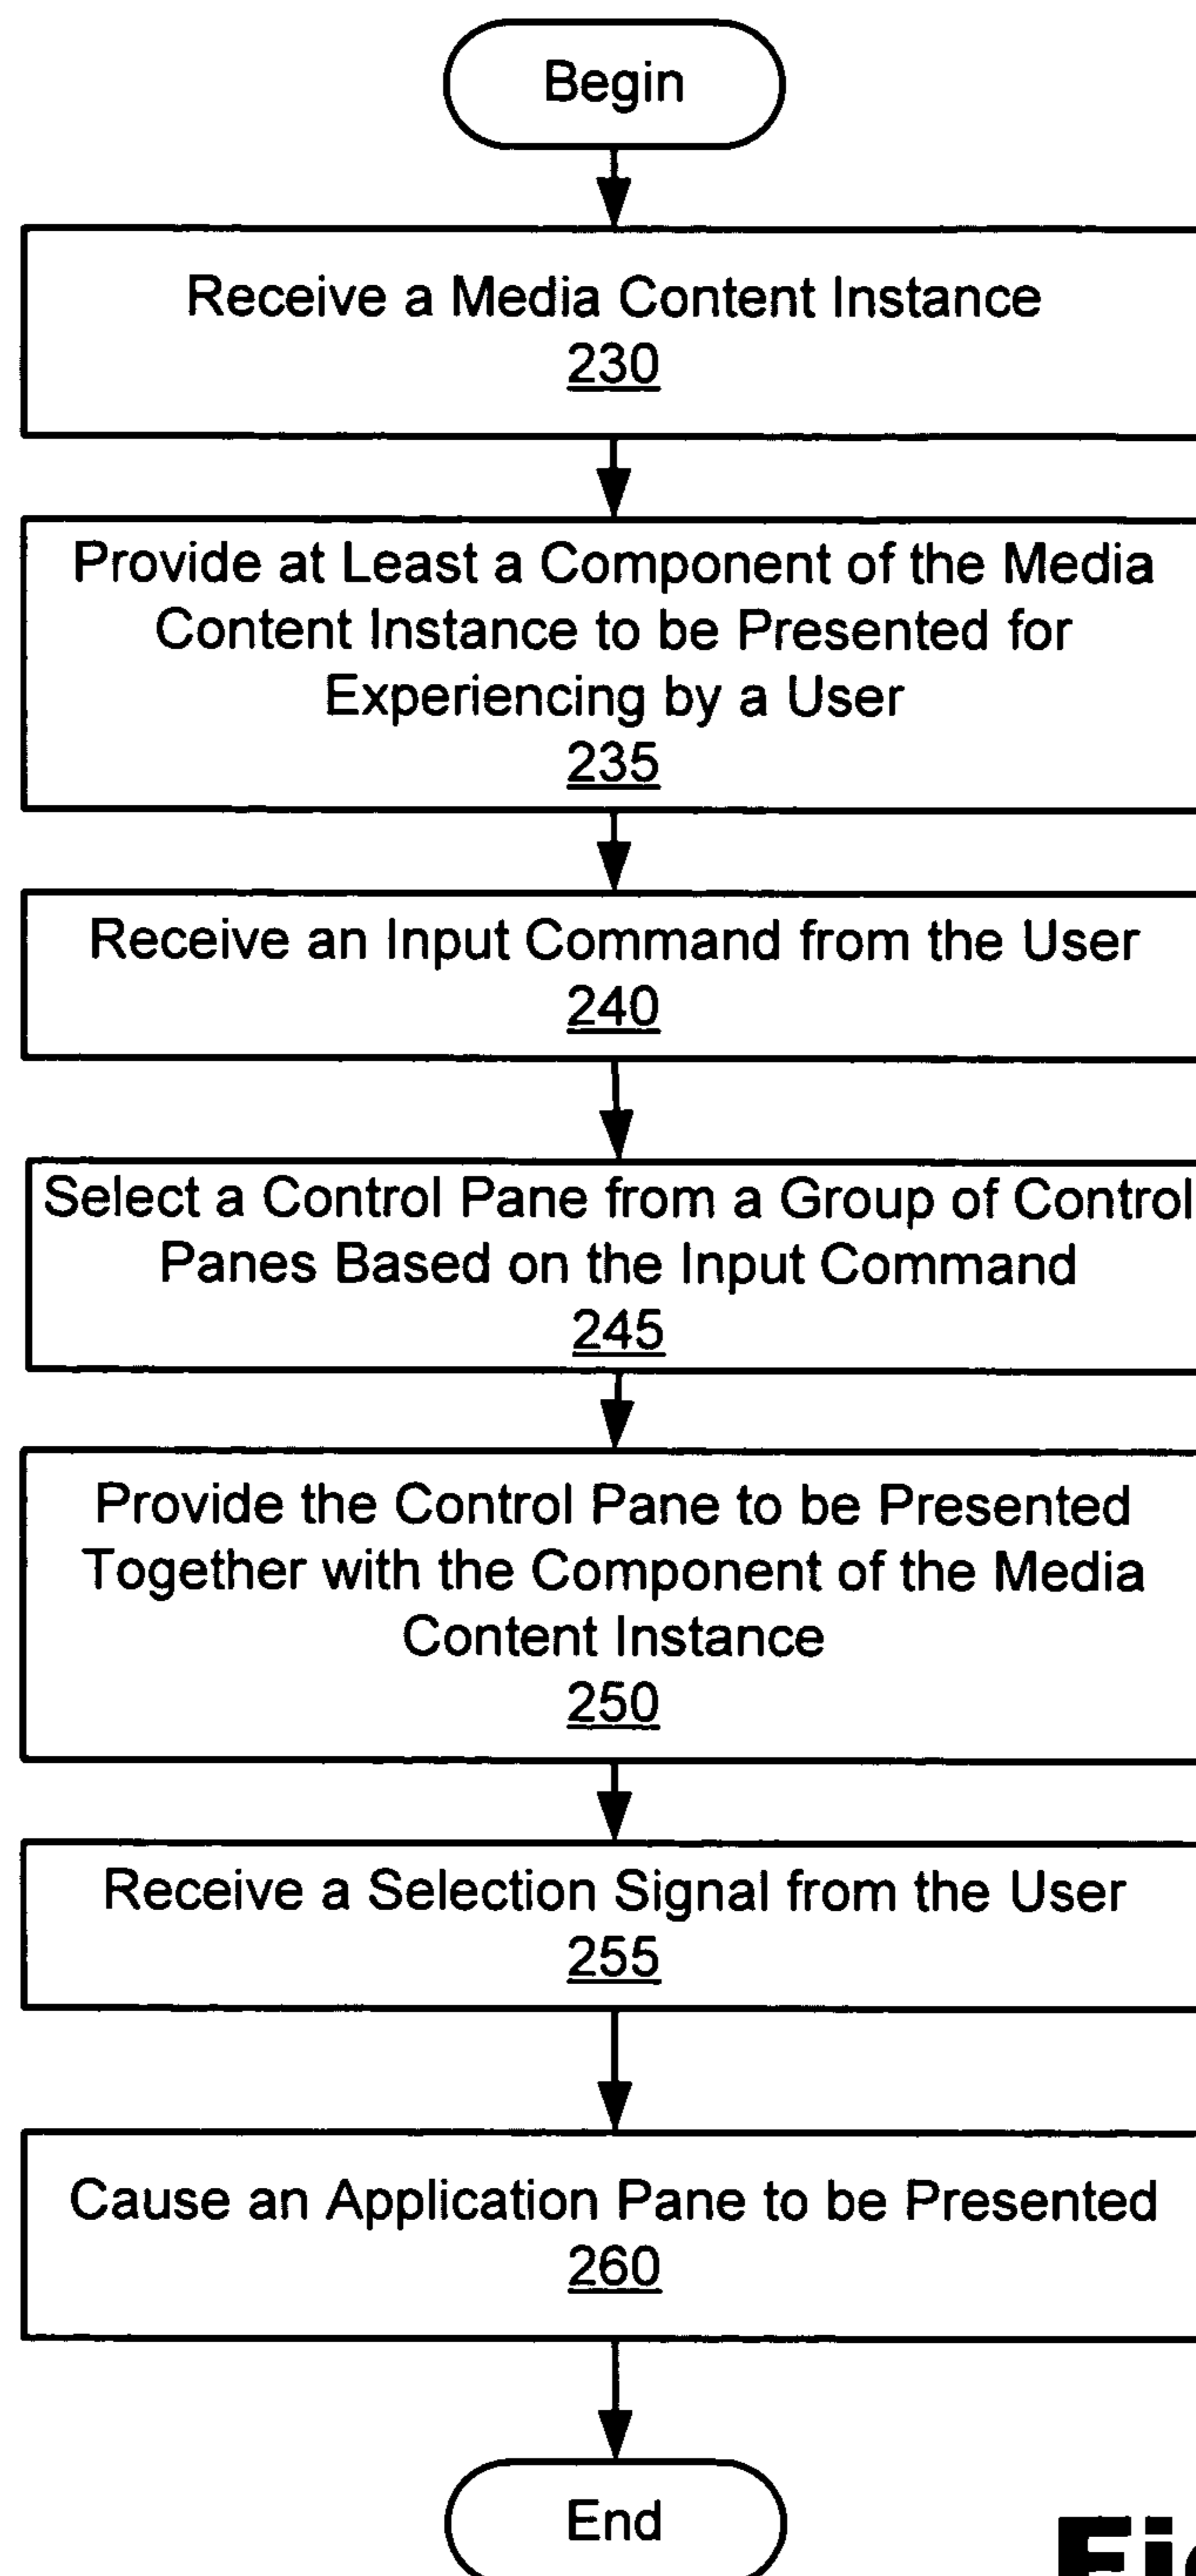 Begin
Receive a Media Content Instance
230
Provide at Least a Component of the Media
Content Instance to be Presented for
Experiencing by a User
235
Receive an Input Command from the User
240
Select a Control Pane from a Group of Control
Panes Based on the Input Command
245
Provide the Control Pane to be Presented
Together with the Component of the Media
Content Instance
250
Receive a Selection Signal from the User
255
Cause an Application Pane to be Presented
260
End